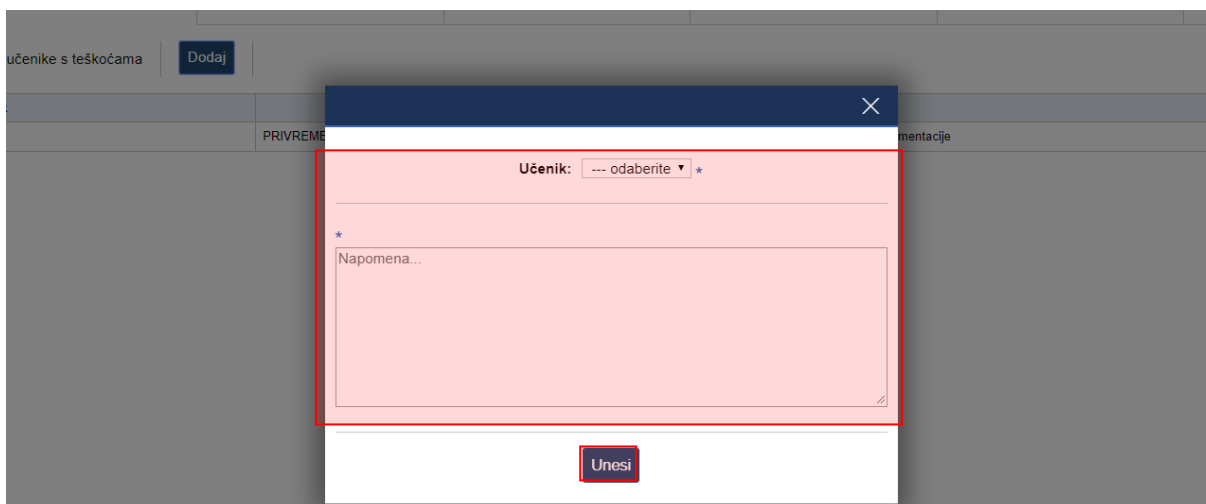 učenike s teškoćama
Dodaj
PRIVREME
mentacije
Učenik: --- odaberite *
*
Napomena...
Unesi